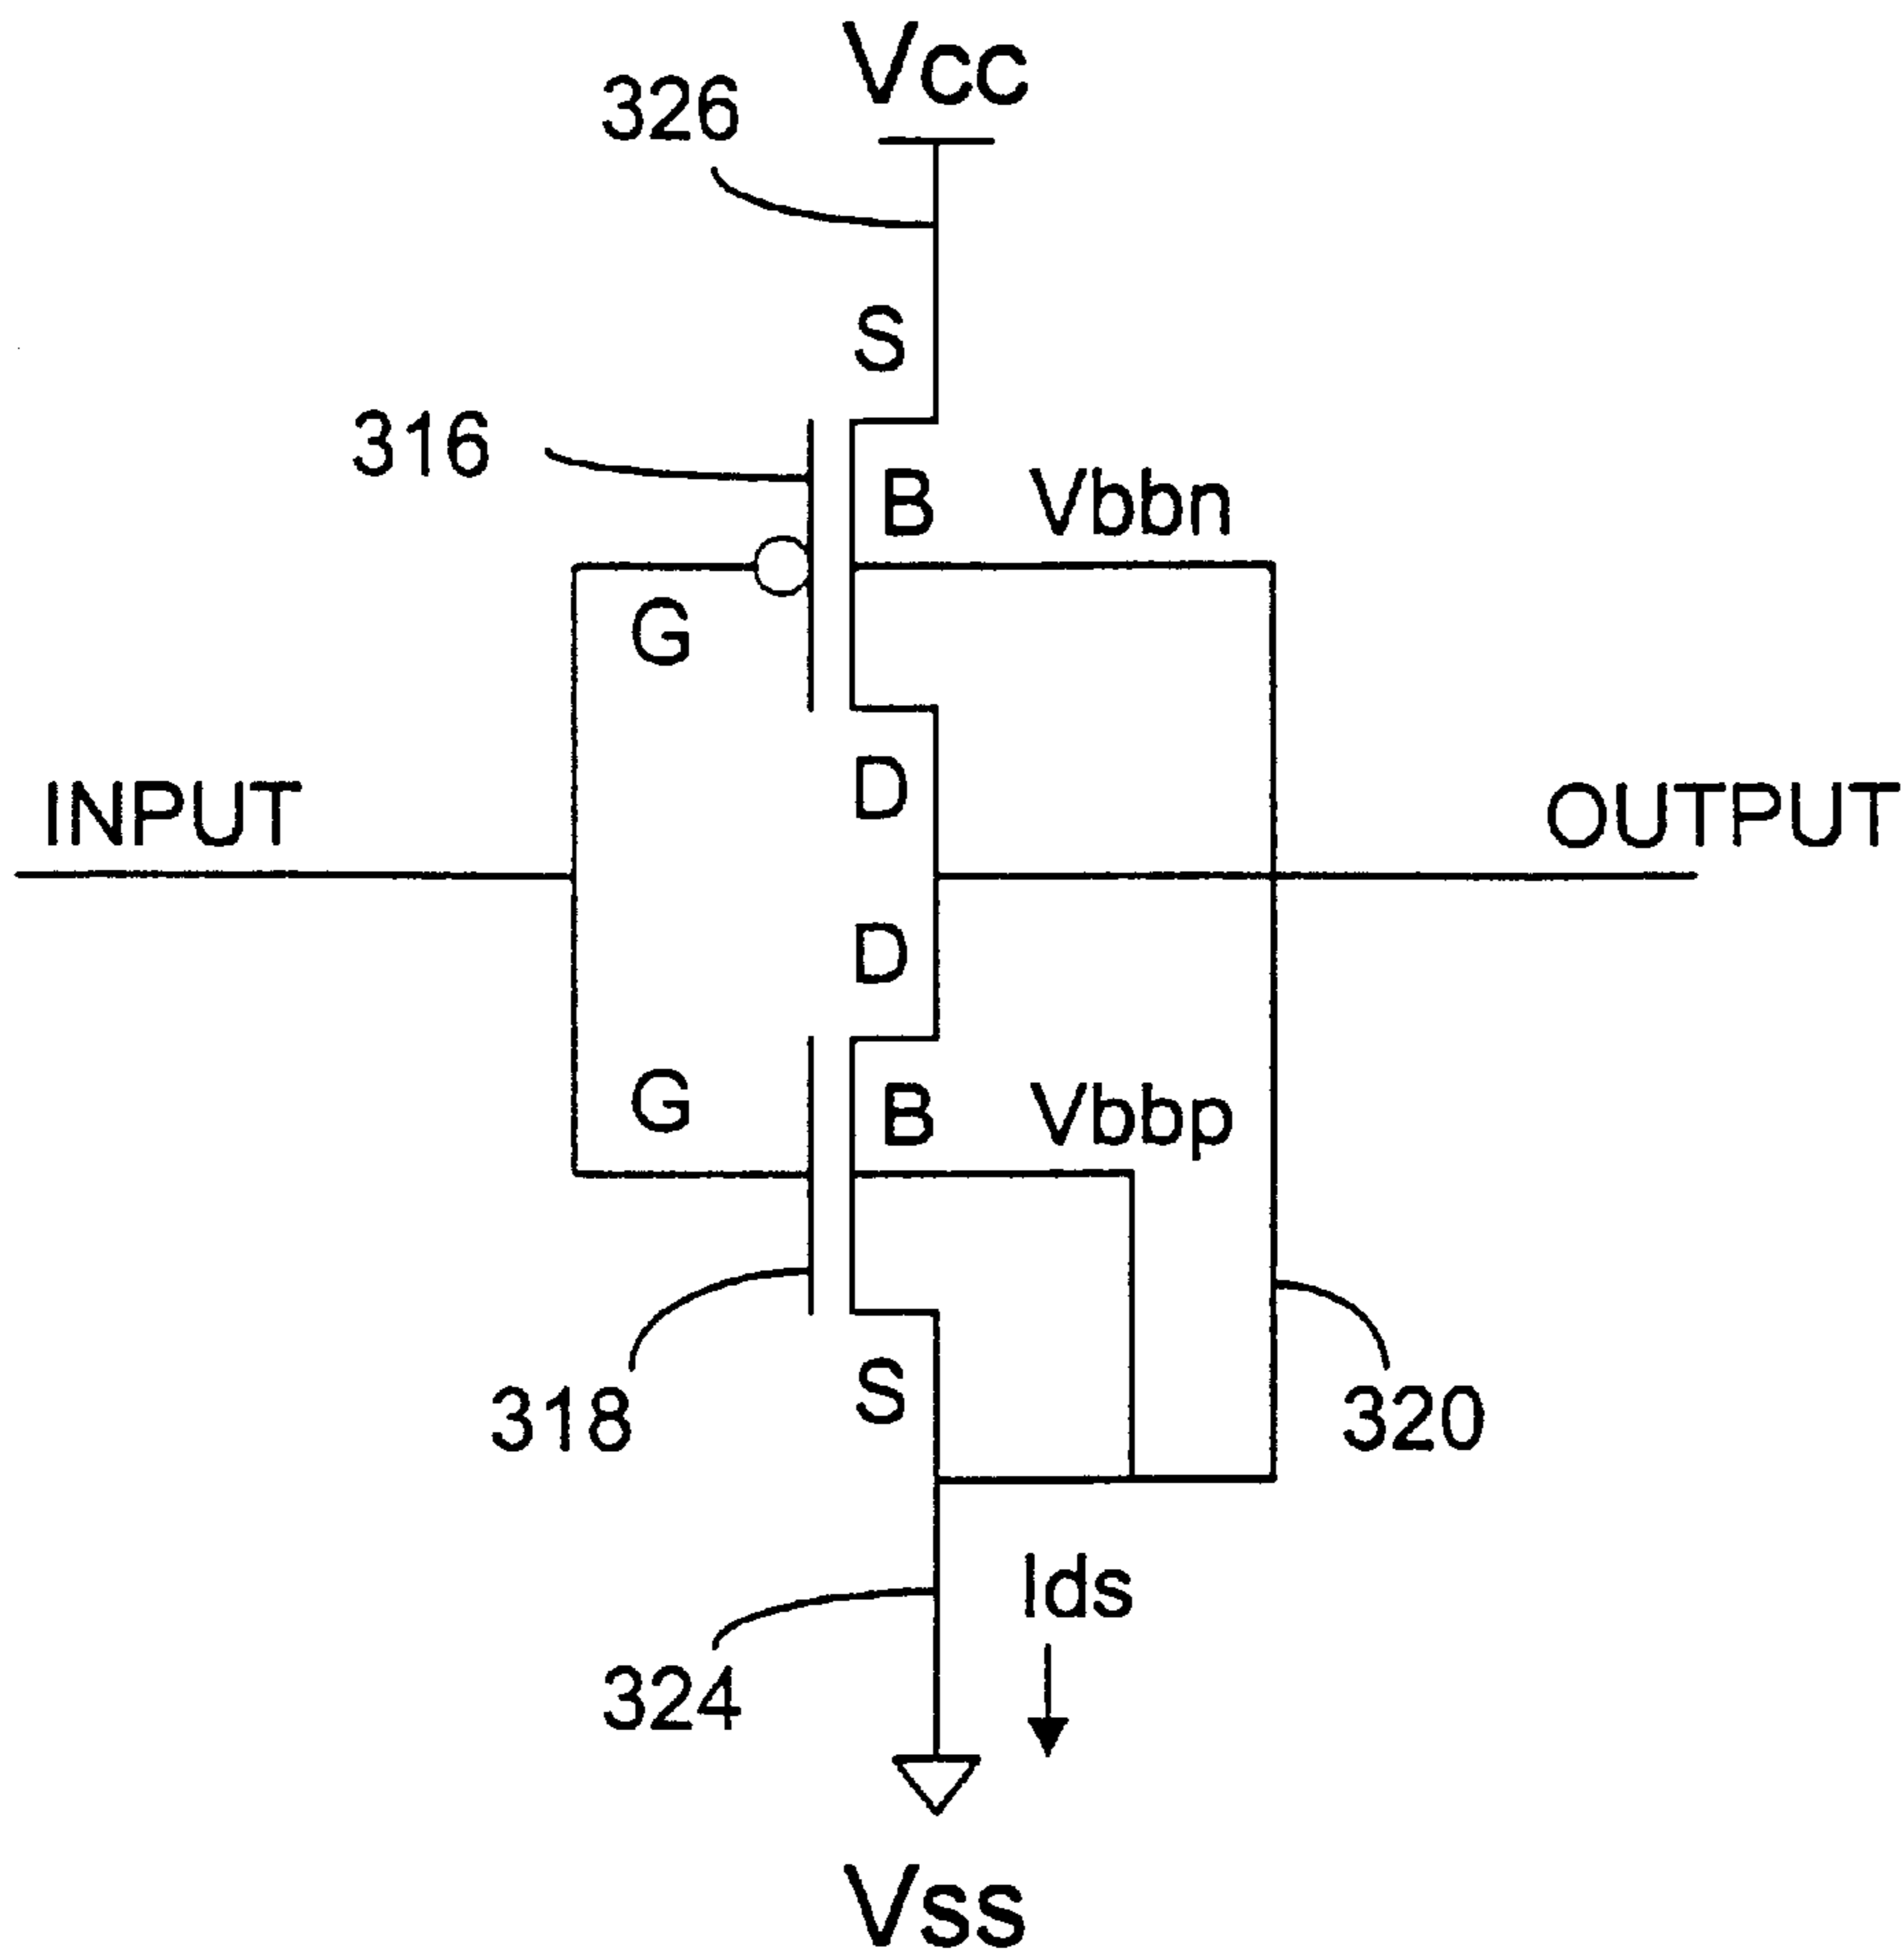 Vcc
326
S
316
B
Vbbn
G
D
INPUT
OUTPUT
D
G
B
Vbbp
318
S
320
Ids
324
Vss